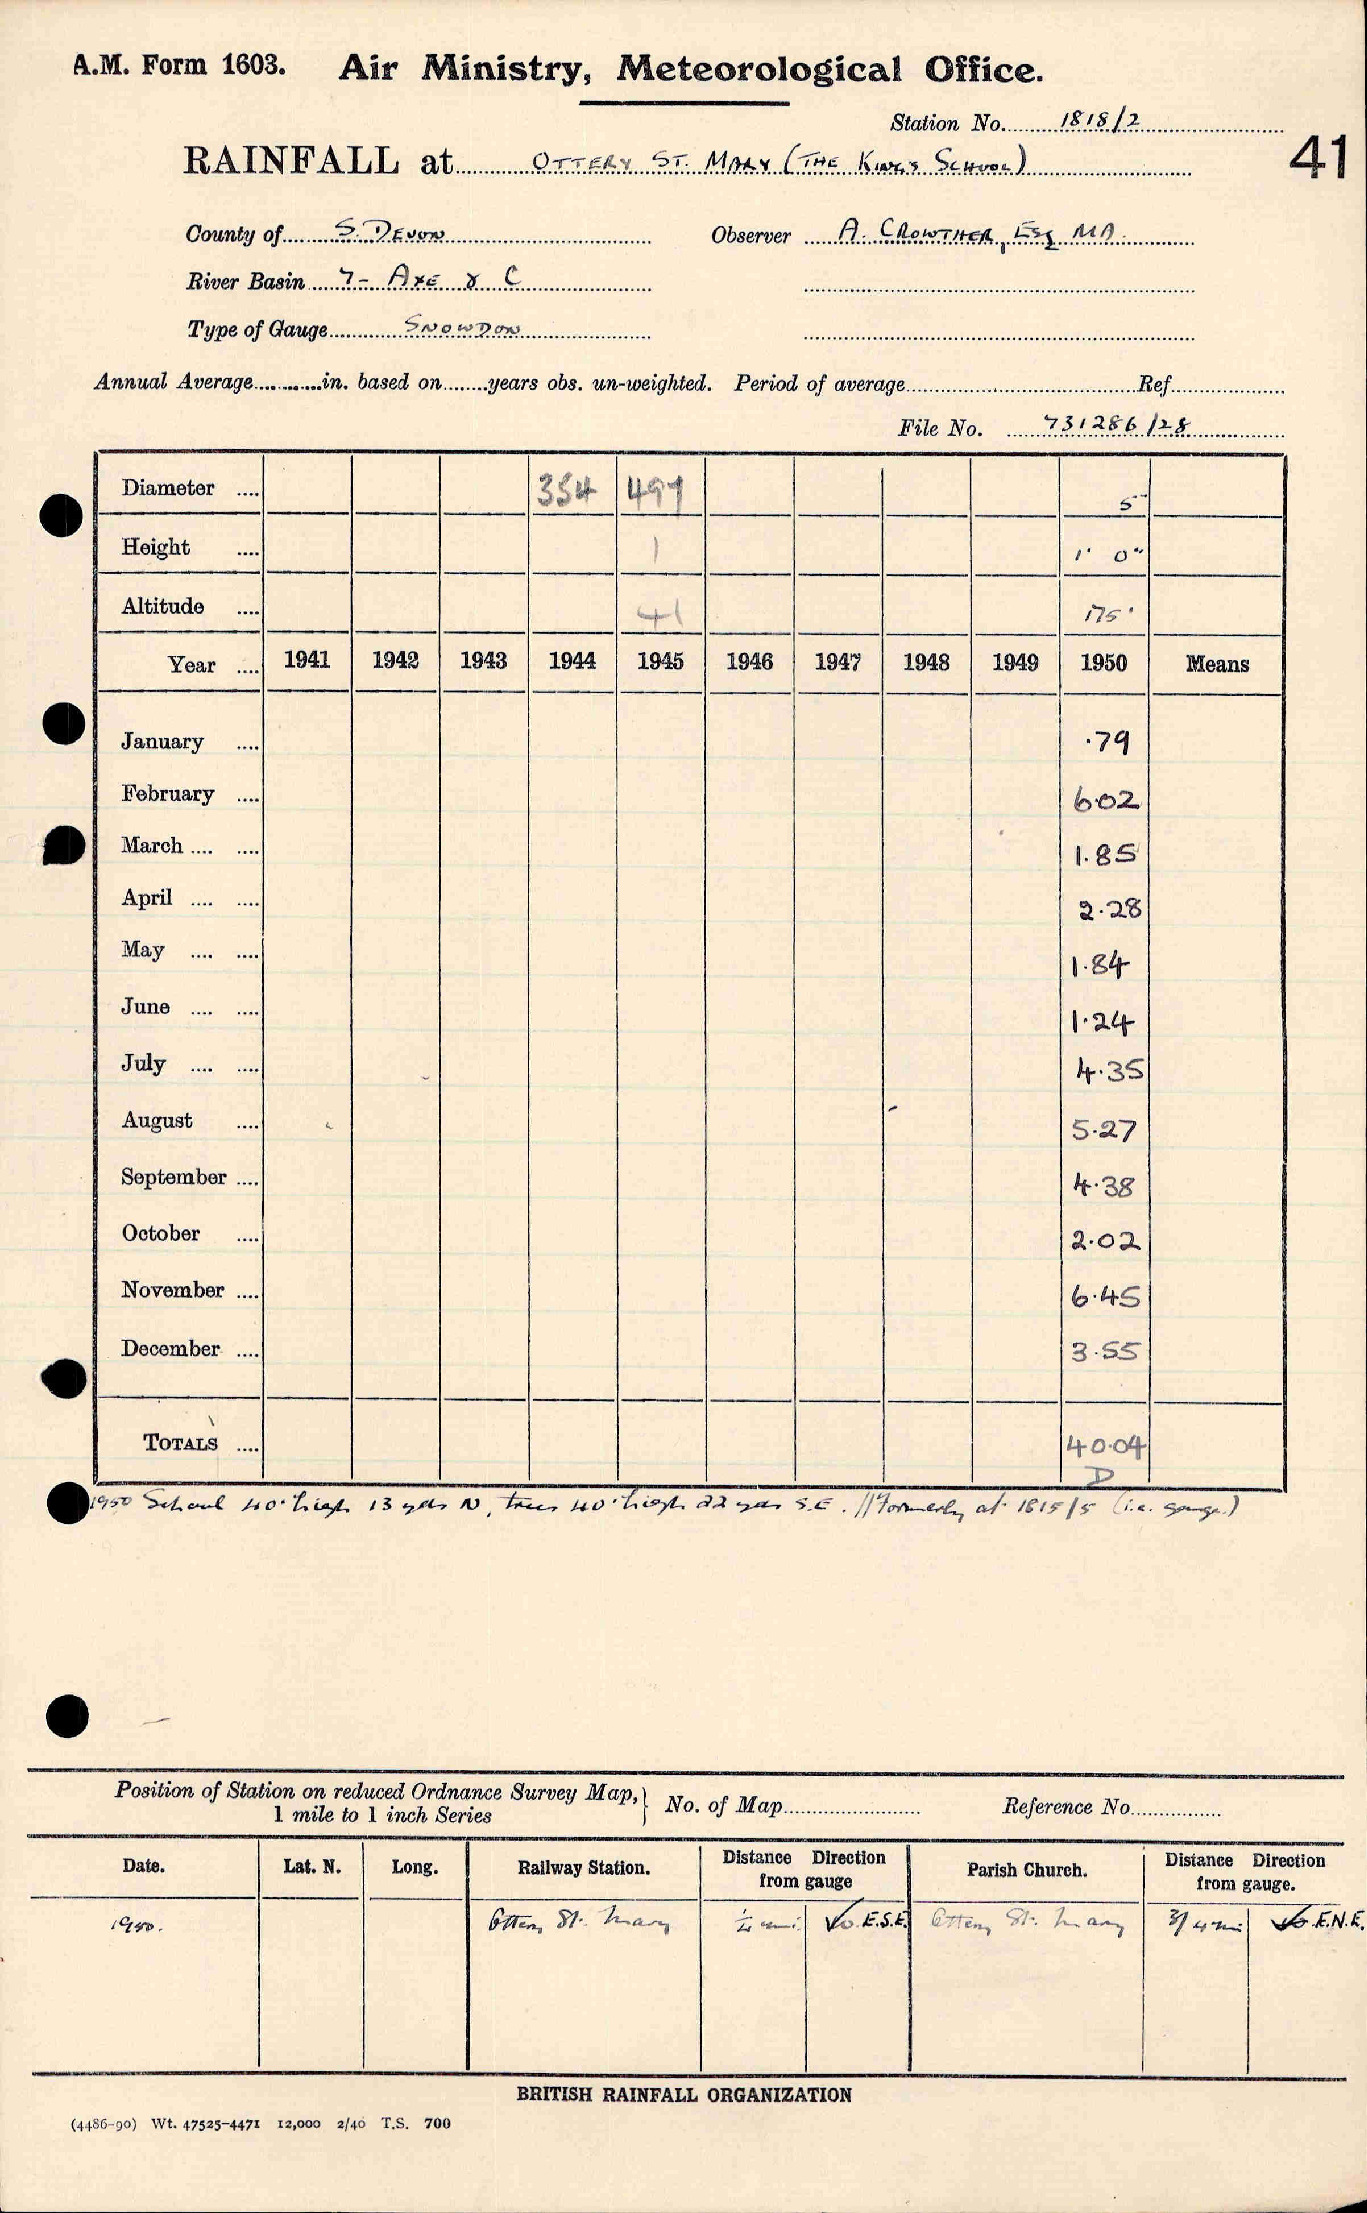 A.M. Form 1603. Air Ministry, Meteorological Office.
Station No. 1818/2
RAINFALL at OTTERY ST. MARY (THE KING'S SCHOOL)
41
County of S. DEVON Observer A. CROWTHER, ESQ MA.
River Basin 7- AXE & C
Type of Gauge SNOWDON
Annual Average in. based on years obs. un-weighted. Period of average Ref.
File No. 731286/28
Diameter 354 497 5
Height 1 1' 0"
Altitude 41 175'
Year 1941 1942 1943 1944 1945 1946 1947 1948 1949 1950 Means
January .79
February 6.02
March 1.85
April 2.28
May 1.84
June 1.24
July 4.35
August 5.27
September 4.38
October 2.02
November 6.45
December 3.55
TOTALS 40.04
D
1950 School 40' high 13 yds N, trees 40' high 22 yds S.E. // Formerly at 1815/5 (i.e. gauge.)
Position of Station on reduced Ordnance Survey Map, 1 mile to 1 inch Series } No. of Map Reference No.
Date. Lat. N. Long. Railway Station. Distance Direction from gauge Parish Church. Distance Direction from gauge.
1950. Ottery St. Mary 1/4 mi. E.S.E. Ottery St. Mary 3/4 mi E.N.E.
BRITISH RAINFALL ORGANIZATION
(4486-90) Wt. 47525-4471 12,000 2/40 T.S. 700